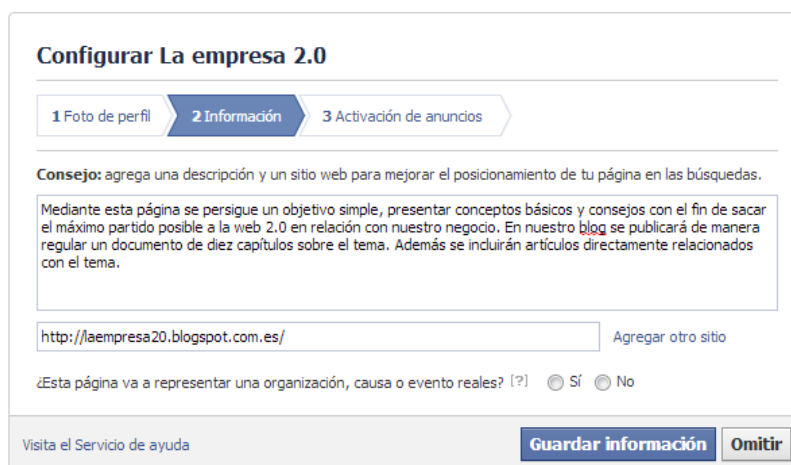 Configurar La empresa 2.0
1 Foto de perfil 2 Información 3 Activación de anuncios
Consejo: agrega una descripción y un sitio web para mejorar el posicionamiento de tu página en las búsquedas.
Mediante esta página se persigue un objetivo simple, presentar conceptos básicos y consejos con el fin de sacar
el máximo partido posible a la web 2.0 en relación con nuestro negocio. En nuestro blog se publicará de manera
regular un documento de diez capítulos sobre el tema. Además se incluirán artículos directamente relacionados
con el tema.
http://laempresa20.blogspot.com.es/ Agregar otro sitio
¿Esta página va a representar una organización, causa o evento reales? [?] Sí No
Visita el Servicio de ayuda Guardar información Omitir